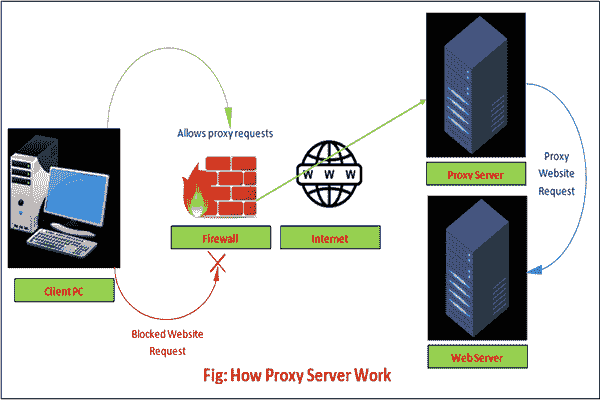 Allows proxy requests
W W W
Proxy Server
Proxy
Website
Request
Firewall
Internet
Client PC
Blocked Website
Request
Web Server
Fig: How Proxy Server Work